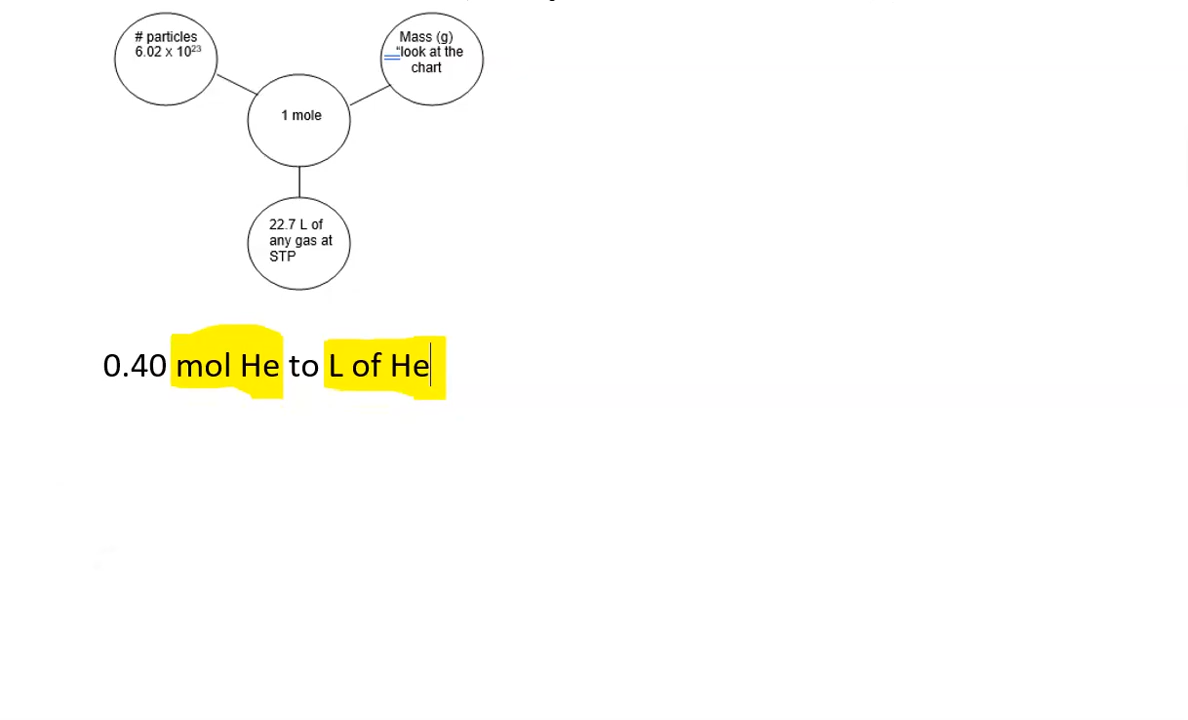 # particles
6.02 x 10²³
Mass (g)
“look at the
chart
1 mole
22.7 L of
any gas at
STP
0.40 mol He to L of He